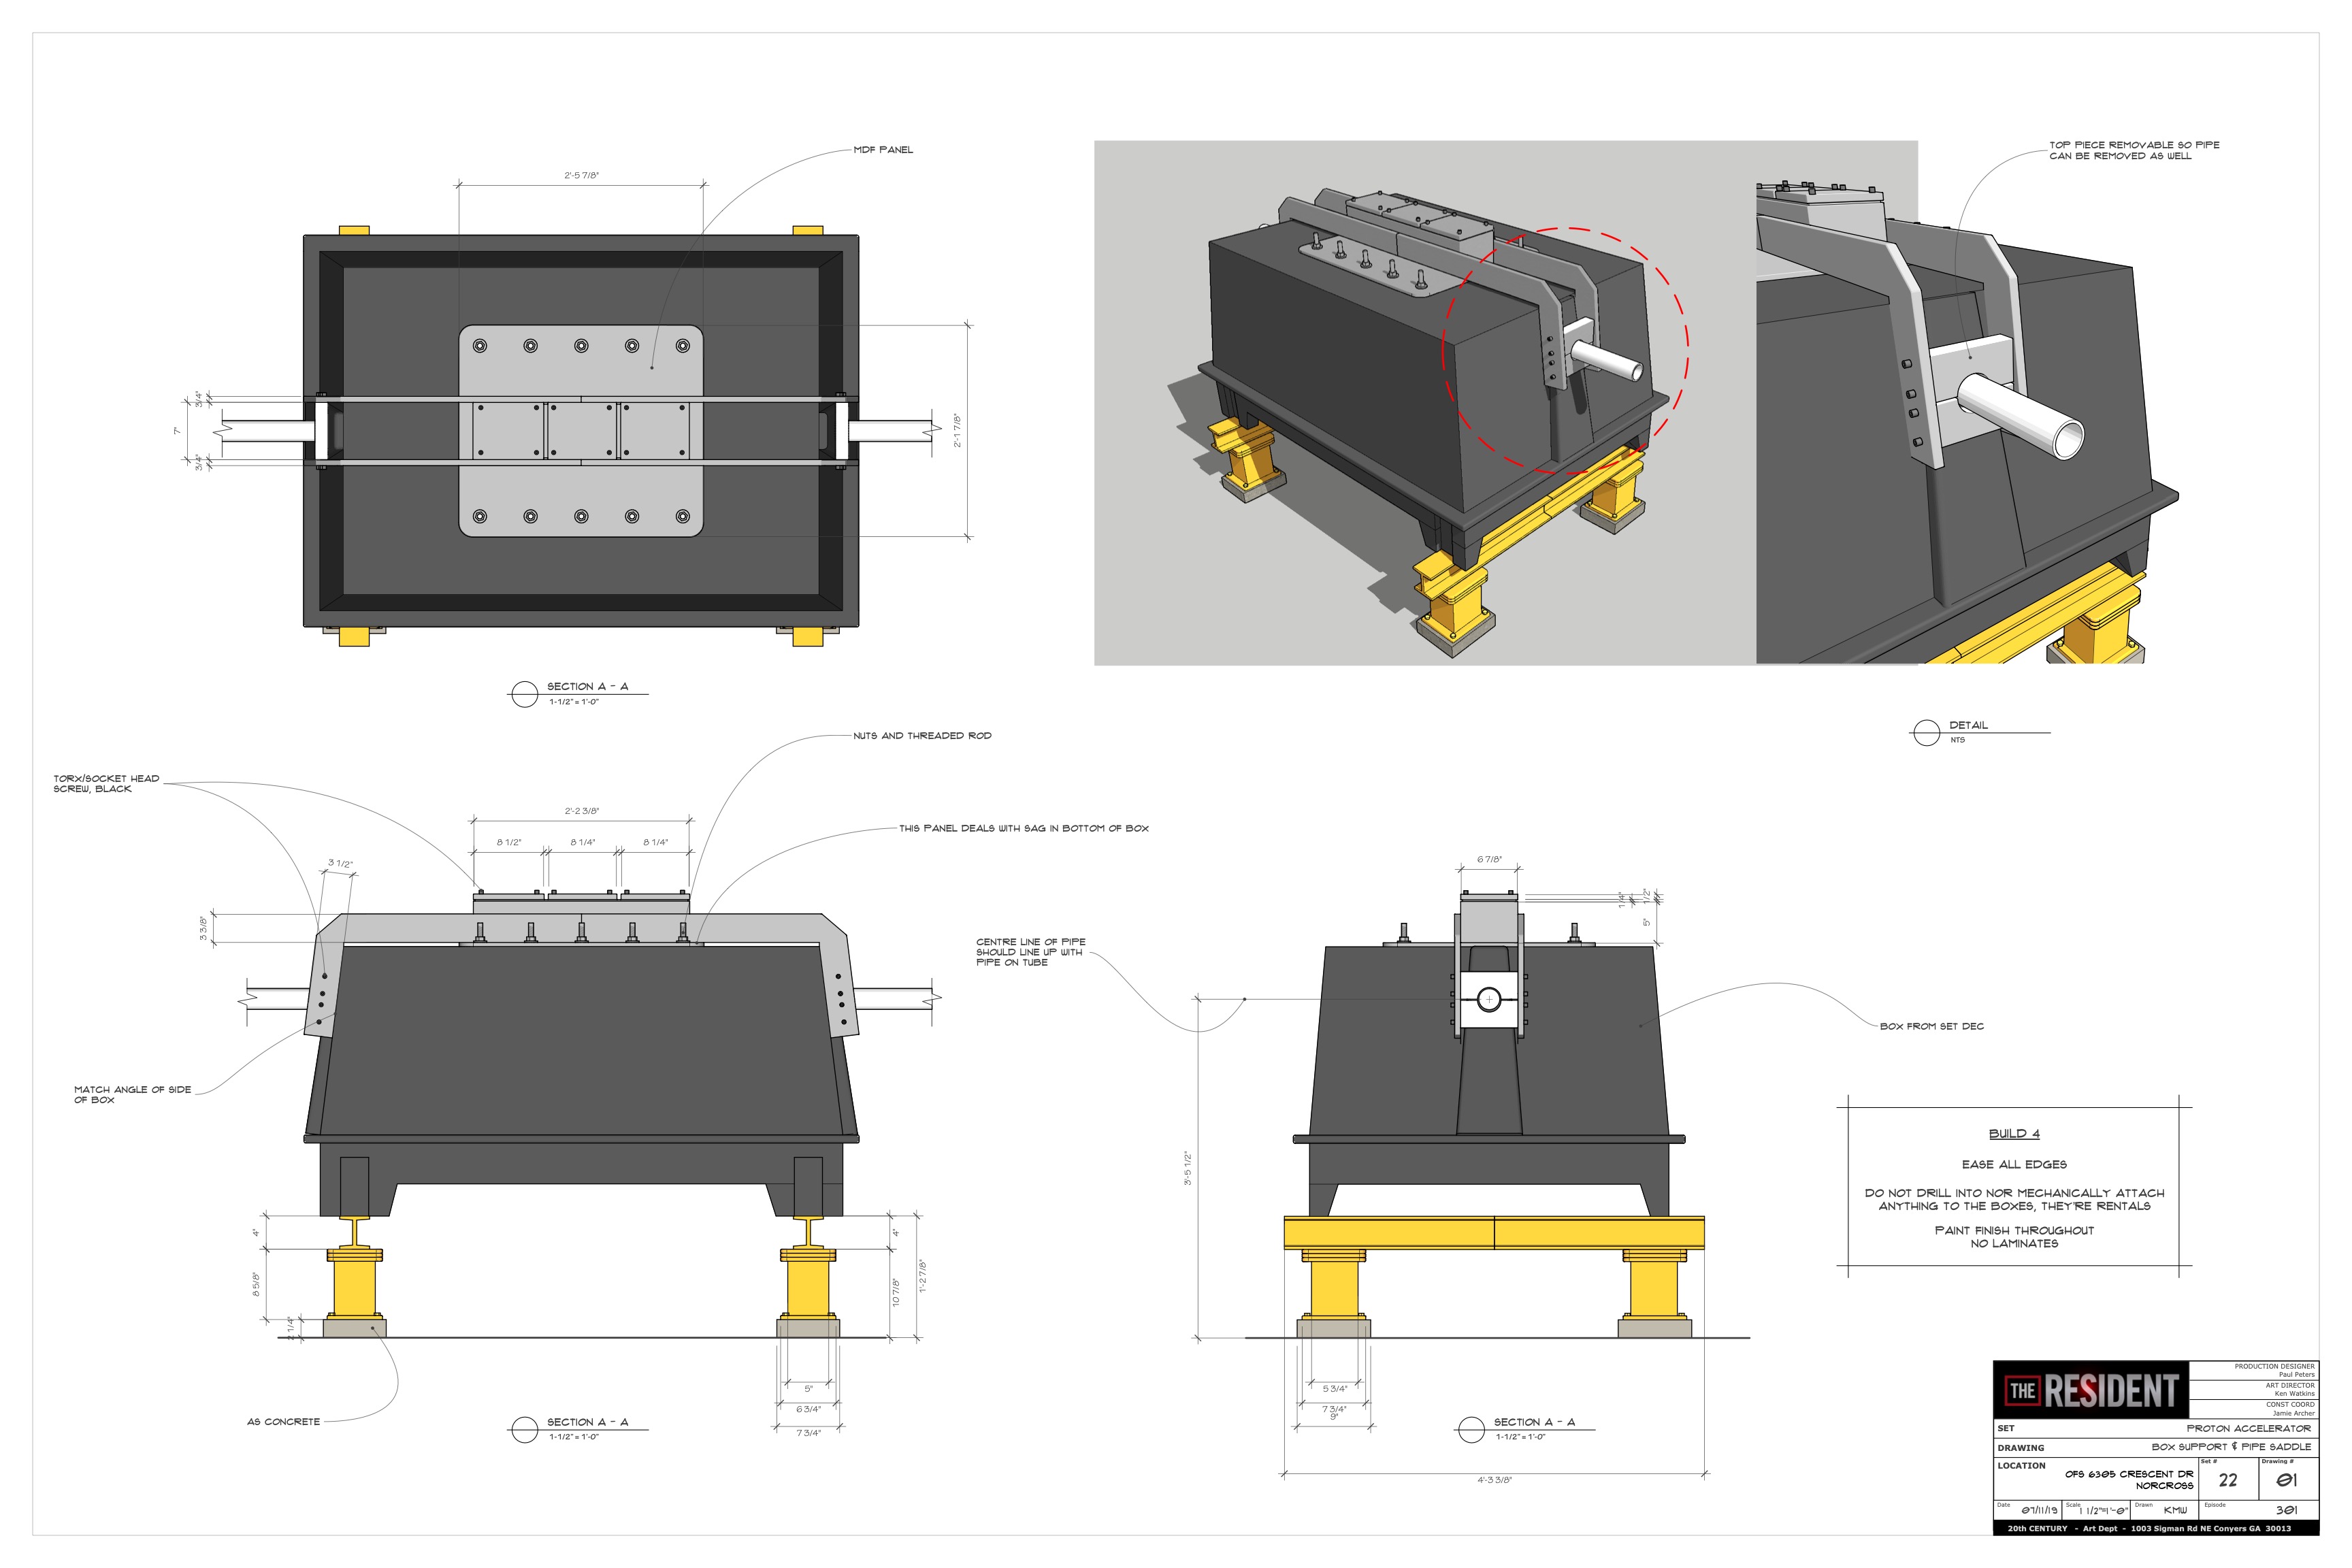 MDF PANEL
2'-5 7/8"
3/4"
7"
3/4"
2'-1 7/8"
SECTION A - A
1-1/2" = 1'-0"
TOP PIECE REMOVABLE SO PIPE
CAN BE REMOVED AS WELL
DETAIL
NTS
NUTS AND THREADED ROD
TORX/SOCKET HEAD
SCREW, BLACK
2'-2 3/8"
8 1/2"
8 1/4"
8 1/4"
THIS PANEL DEALS WITH SAG IN BOTTOM OF BOX
3 1/2"
3 3/8"
MATCH ANGLE OF SIDE
OF BOX
4"
8 5/8"
2 1/4"
4"
10 7/8"
1'-2 7/8"
5"
6 3/4"
7 3/4"
AS CONCRETE
SECTION A - A
1-1/2" = 1'-0"
6 7/8"
1/4"
1/2"
5"
CENTRE LINE OF PIPE
SHOULD LINE UP WITH
PIPE ON TUBE
3'-5 1/2"
BOX FROM SET DEC
5 3/4"
7 3/4"
9"
SECTION A - A
1-1/2" = 1'-0"
4'-3 3/8"
BUILD 4
EASE ALL EDGES
DO NOT DRILL INTO NOR MECHANICALLY ATTACH
ANYTHING TO THE BOXES, THEY'RE RENTALS
PAINT FINISH THROUGHOUT
NO LAMINATES
THE RESIDENT
PRODUCTION DESIGNER
Paul Peters
ART DIRECTOR
Ken Watkins
CONST COORD
Jamie Archer
SET PROTON ACCELERATOR
DRAWING BOX SUPPORT & PIPE SADDLE
LOCATION OFS 6305 CRESCENT DR
NORCROSS
Set # 22
Drawing # 01
Date 07/11/19 Scale 1 1/2"=1'-0" Drawn KMW Episode 301
20th CENTURY - Art Dept - 1003 Sigman Rd NE Conyers GA 30013